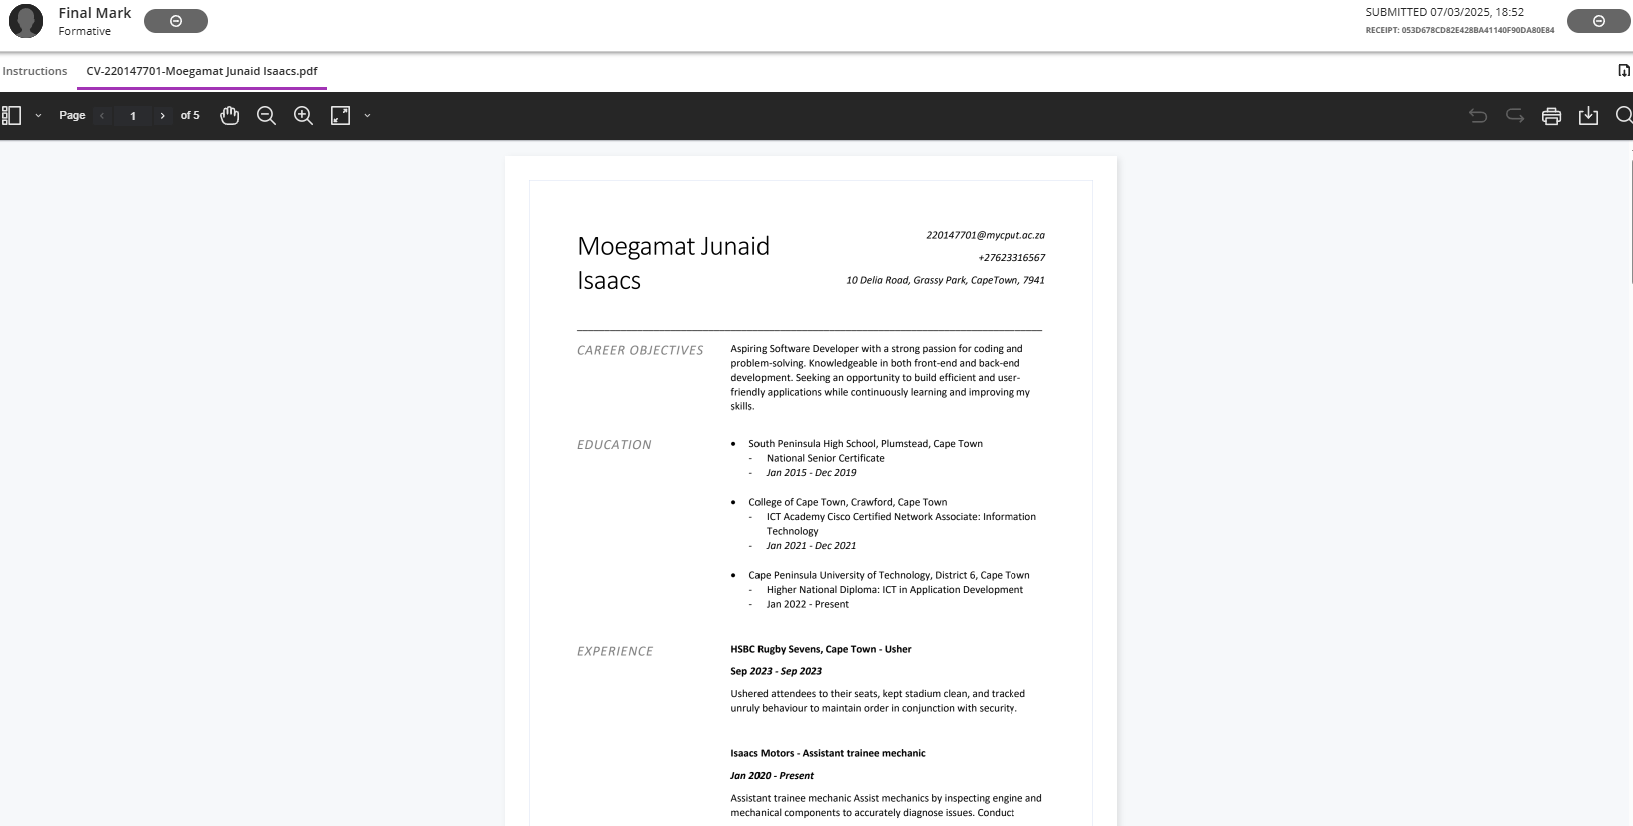 Final Mark
Formative
SUBMITTED 07/03/2025, 18:52
RECEIPT: 053D678CD82E428BA41140F90DA80E84
Instructions
CV-220147701-Moegamat Junaid Isaacs.pdf
Page 1 of 5
Moegamat Junaid
Isaacs
220147701@mycput.ac.za
+27623316567
10 Delia Road, Grassy Park, CapeTown, 7941
CAREER OBJECTIVES
Aspiring Software Developer with a strong passion for coding and
problem-solving. Knowledgeable in both front-end and back-end
development. Seeking an opportunity to build efficient and user-
friendly applications while continuously learning and improving my
skills.
EDUCATION
• South Peninsula High School, Plumstead, Cape Town
- National Senior Certificate
- Jan 2015 - Dec 2019
• College of Cape Town, Crawford, Cape Town
- ICT Academy Cisco Certified Network Associate: Information
Technology
- Jan 2021 - Dec 2021
• Cape Peninsula University of Technology, District 6, Cape Town
- Higher National Diploma: ICT in Application Development
- Jan 2022 - Present
EXPERIENCE
HSBC Rugby Sevens, Cape Town - Usher
Sep 2023 - Sep 2023
Ushered attendees to their seats, kept stadium clean, and tracked
unruly behaviour to maintain order in conjunction with security.
Isaacs Motors - Assistant trainee mechanic
Jan 2020 - Present
Assistant trainee mechanic Assist mechanics by inspecting engine and
mechanical components to accurately diagnose issues. Conduct